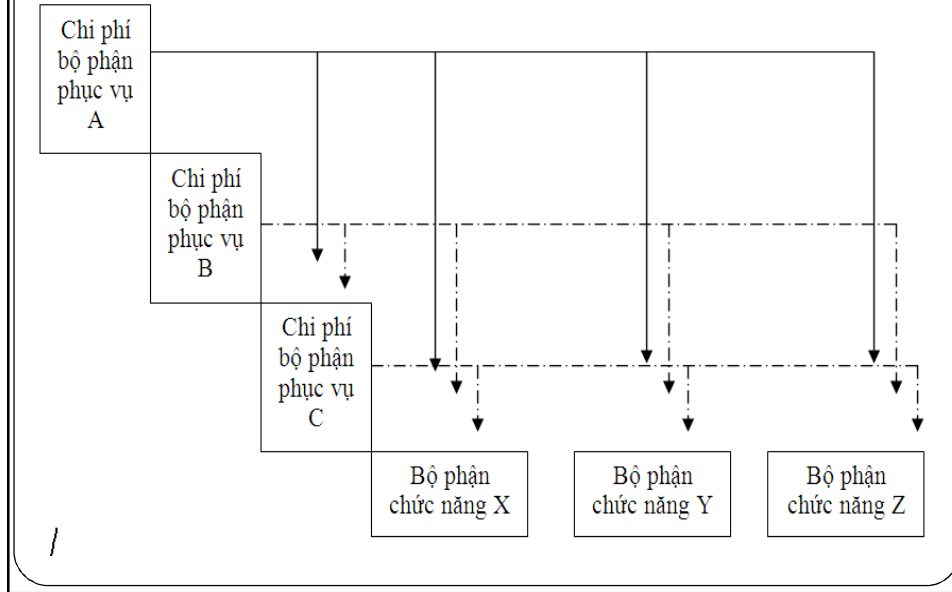 Chi phí
bộ phận
phục vụ
A
Chi phí
bộ phận
phục vụ
B
Chi phí
bộ phận
phục vụ
C
Bộ phận
chức năng X
Bộ phận
chức năng Y
Bộ phận
chức năng Z